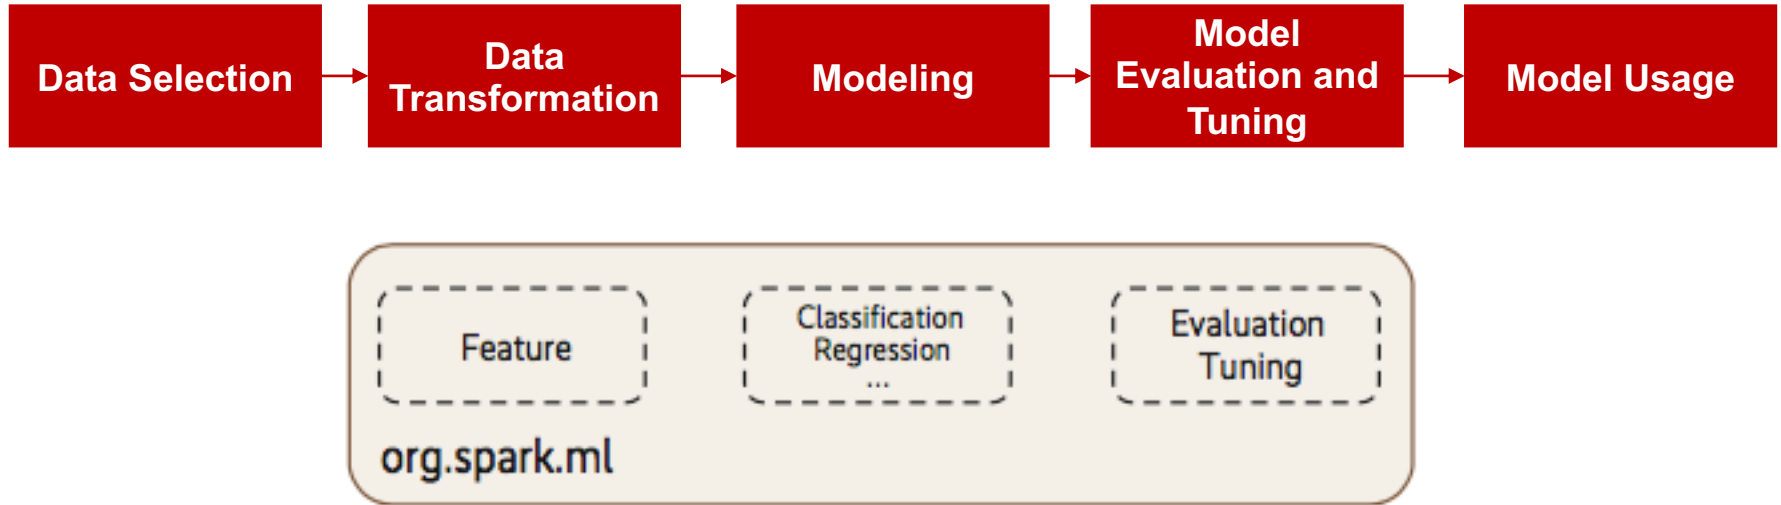 Data Selection
Data
Transformation
Modeling
Model
Evaluation and
Tuning
Model Usage
Feature
Classification
Regression
...
Evaluation
Tuning
org.spark.ml